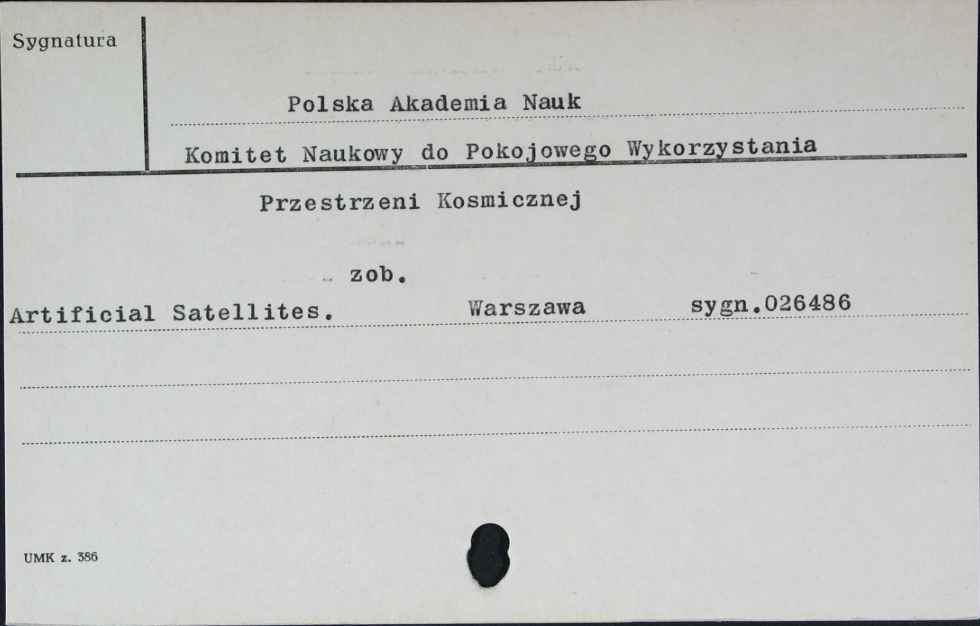 Sygnatura
Polska Akademia Nauk
Komitet Naukowy do Pokojowego Wykorzystania
Przestrzeni Kosmicznej
zob.
Artificial Satellites. Warszawa sygn.026486
UMK z. 386